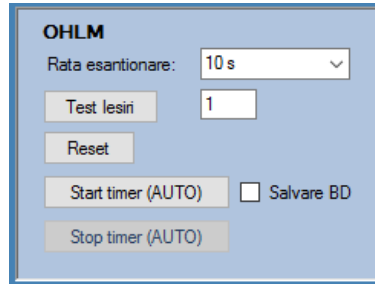 OHLM
Rata esantionare: 10 s
Test Iesiri 1
Reset
Start timer (AUTO) Salvare BD
Stop timer (AUTO)